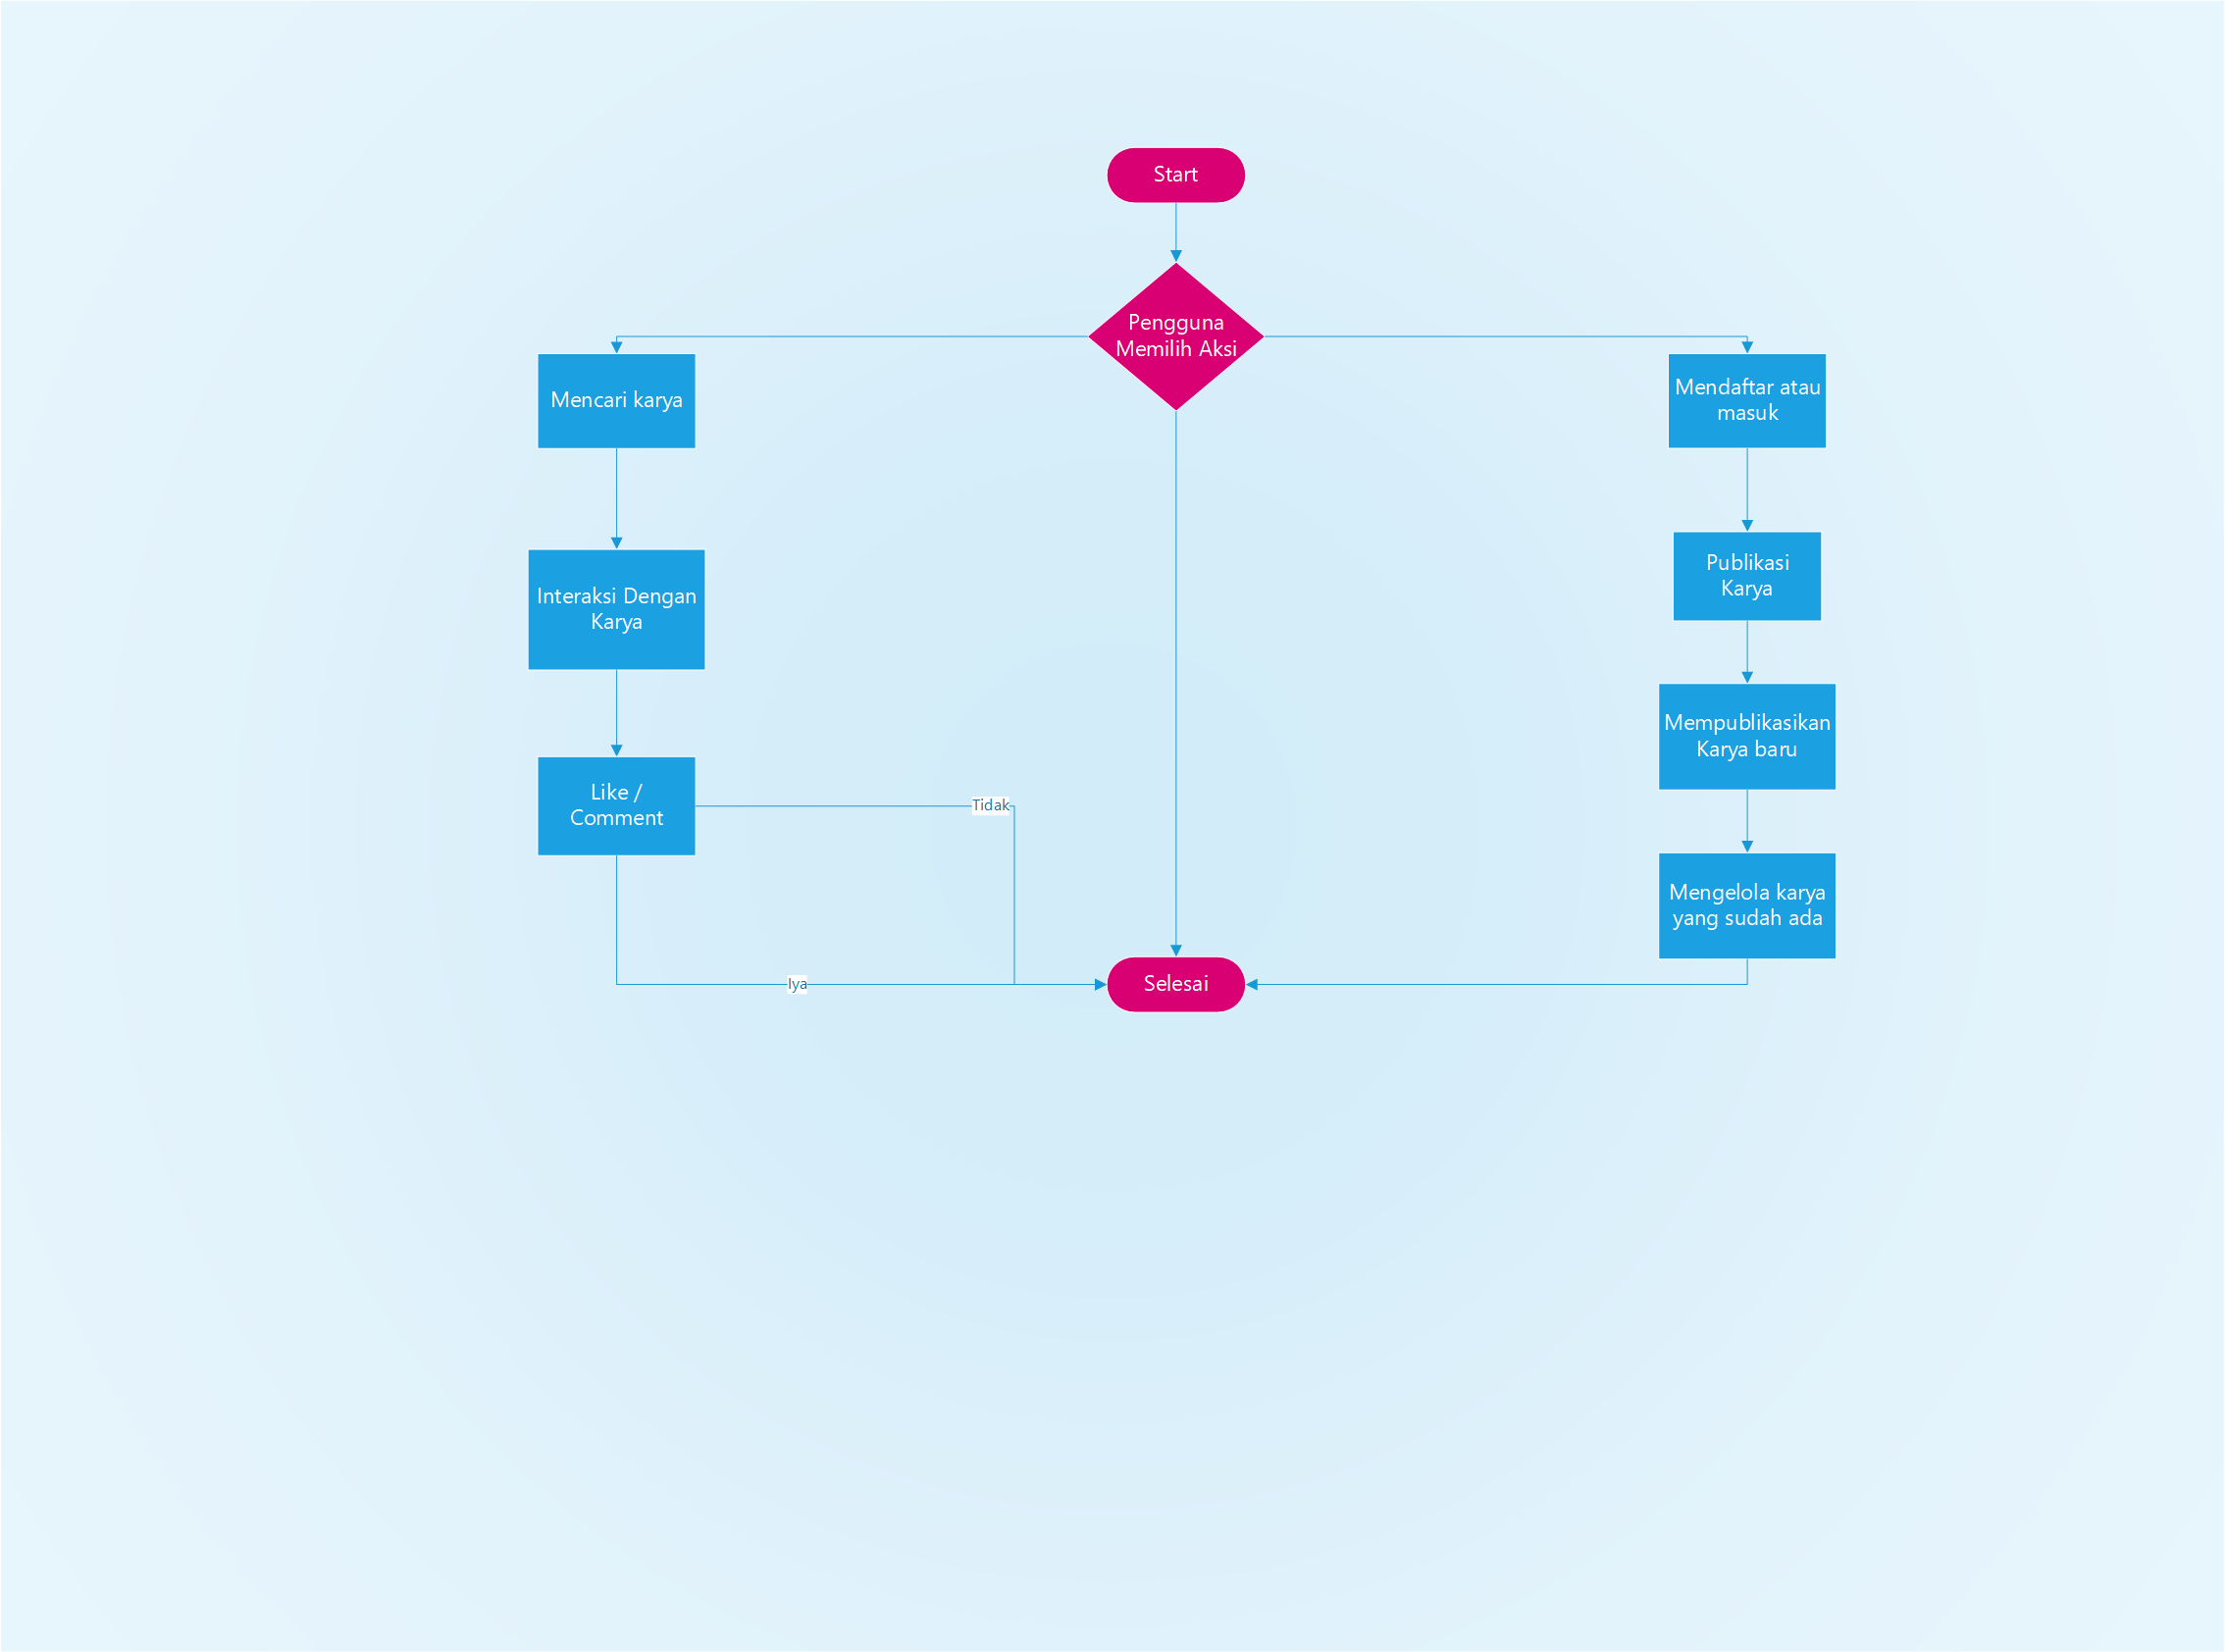 Start
Pengguna
Memilih Aksi
Mencari karya
Mendaftar atau
masuk
Interaksi Dengan
Karya
Publikasi
Karya
Mempublikasikan
Karya baru
Like /
Comment
Tidak
Mengelola karya
yang sudah ada
Iya
Selesai